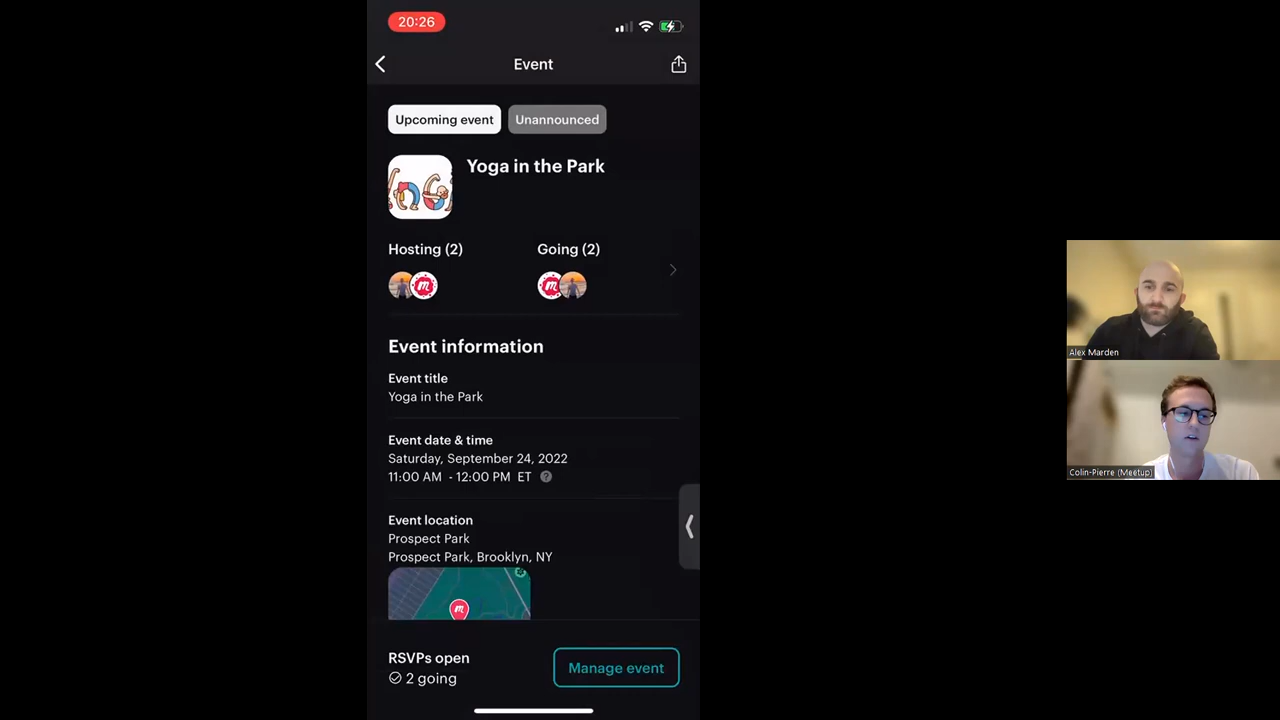 20:26
Event
Upcoming event
Unannounced
Yoga in the Park
Hosting (2)
Going (2)
m
m
Event information
Event title
Yoga in the Park
Event date & time
Saturday, September 24, 2022
11:00 AM - 12:00 PM ET ?
Event location
Prospect Park
Prospect Park, Brooklyn, NY
m
RSVPs open
2 going
Manage event
Alex Marden
Colin-Pierre (Meetup)